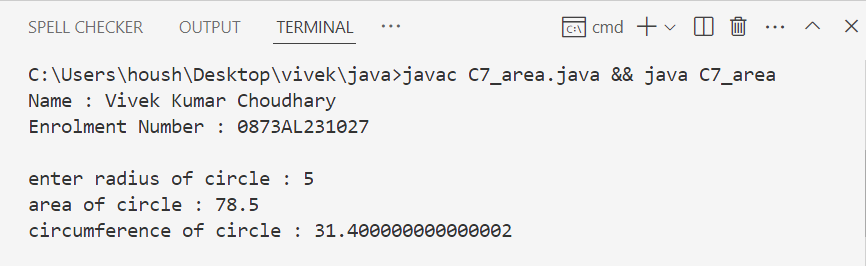 SPELL CHECKER OUTPUT TERMINAL ... cmd
C:\Users\housh\Desktop\vivek\java>javac C7_area.java && java C7_area
Name : Vivek Kumar Choudhary
Enrolment Number : 0873AL231027
enter radius of circle : 5
area of circle : 78.5
circumference of circle : 31.400000000000002